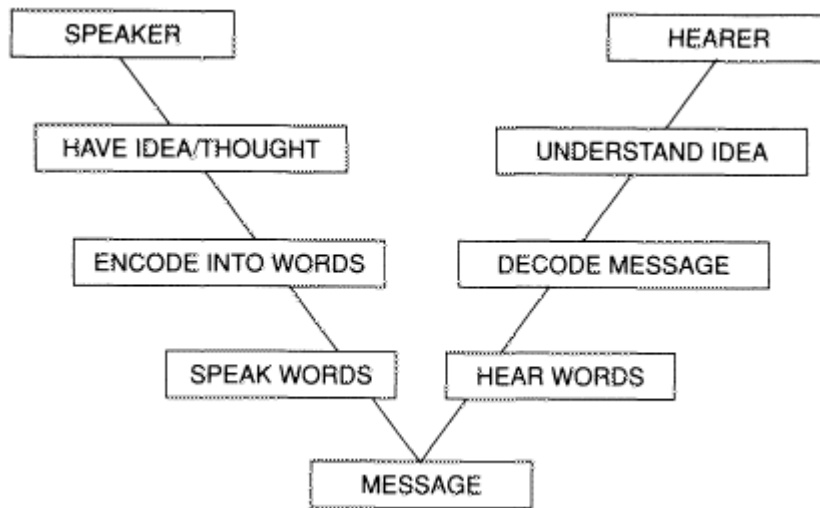 SPEAKER
HEARER
HAVE IDEA/THOUGHT
UNDERSTAND IDEA
ENCODE INTO WORDS
DECODE MESSAGE
SPEAK WORDS
HEAR WORDS
MESSAGE